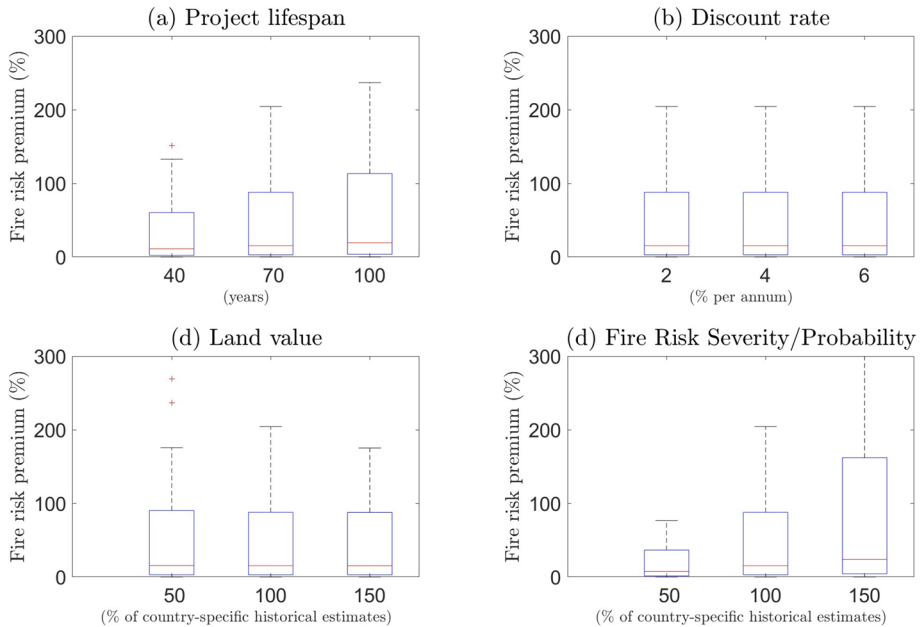 (a) Project lifespan
Fire risk premium (%)
300
200
100
0
40 70 100
(years)
(b) Discount rate
Fire risk premium (%)
300
200
100
0
2 4 6
(% per annum)
(d) Land value
Fire risk premium (%)
300
200
100
0
50 100 150
(% of country-specific historical estimates)
(d) Fire Risk Severity/Probability
Fire risk premium (%)
300
200
100
0
50 100 150
(% of country-specific historical estimates)